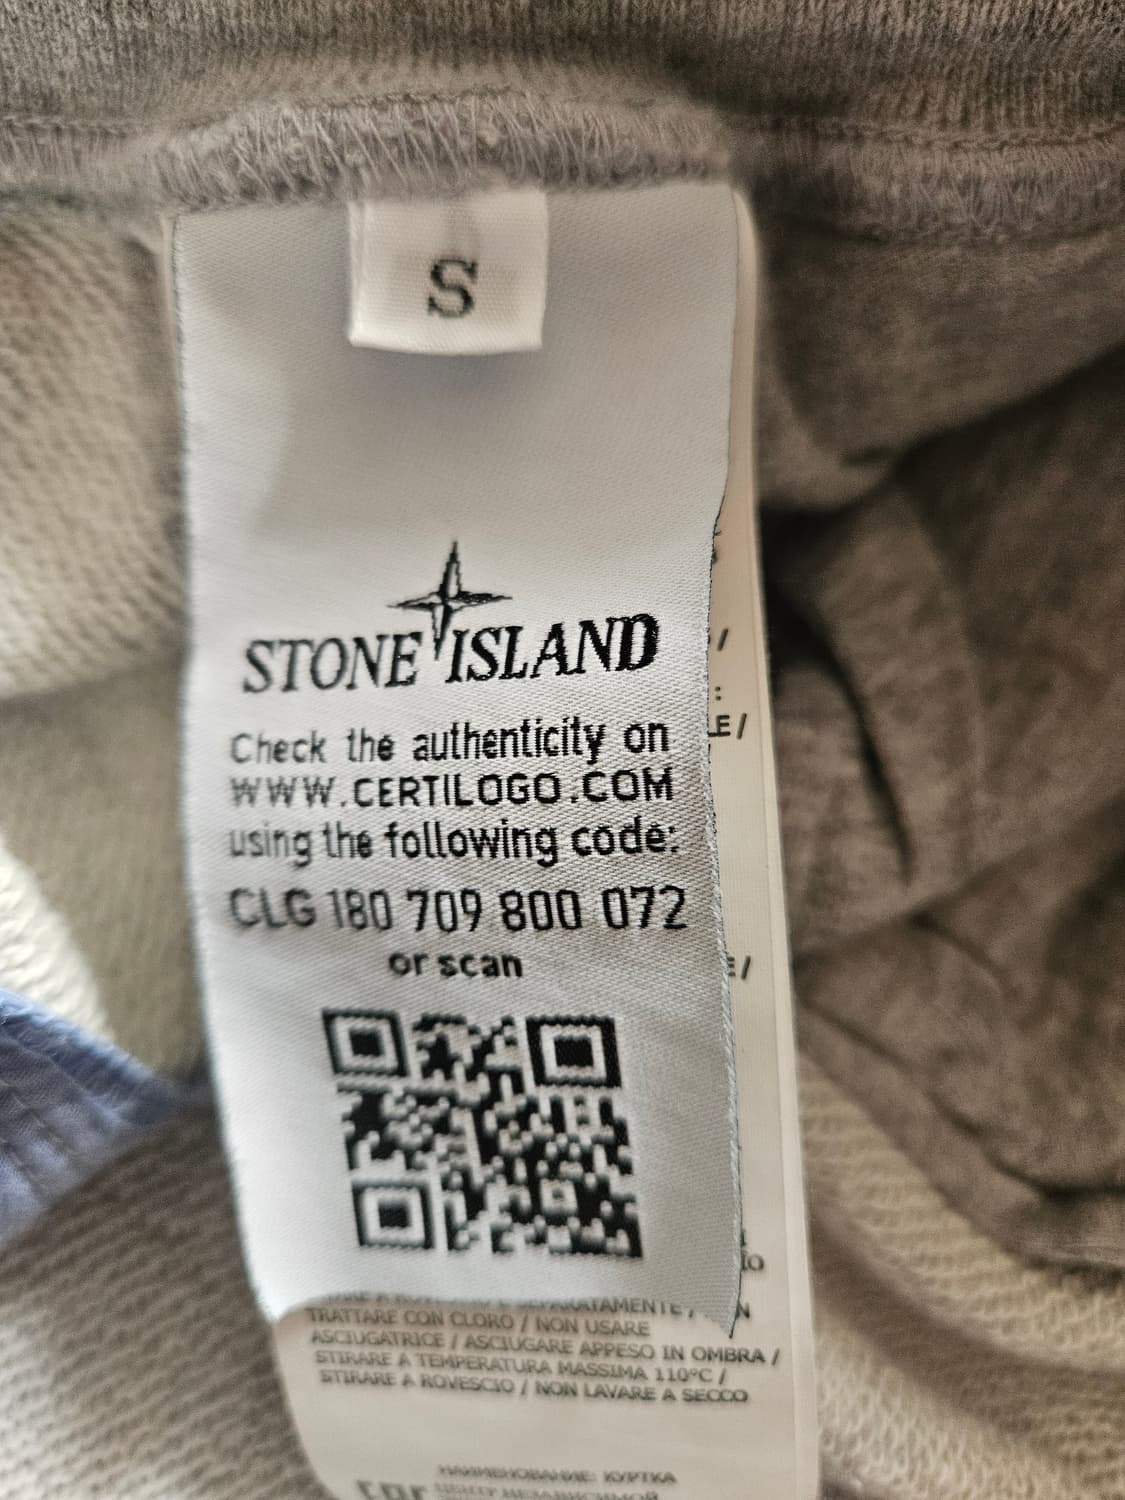 S
STONE ISLAND
Check the authenticity on
WWW.CERTILOGO.COM
using the following code:
CLG 180 709 800 072
or scan
/
:
LE /
E /
TRATTARE CON CLORO / NON USARE
ASCIUGATRICE / ASCIUGARE APPESO IN OMBRA /
STIRARE A TEMPERATURA MASSIMA 110°C /
STIRARE A ROVESCIO / NON LAVARE A SECCO
НАИМЕНОВАНИЕ: КУРТКА